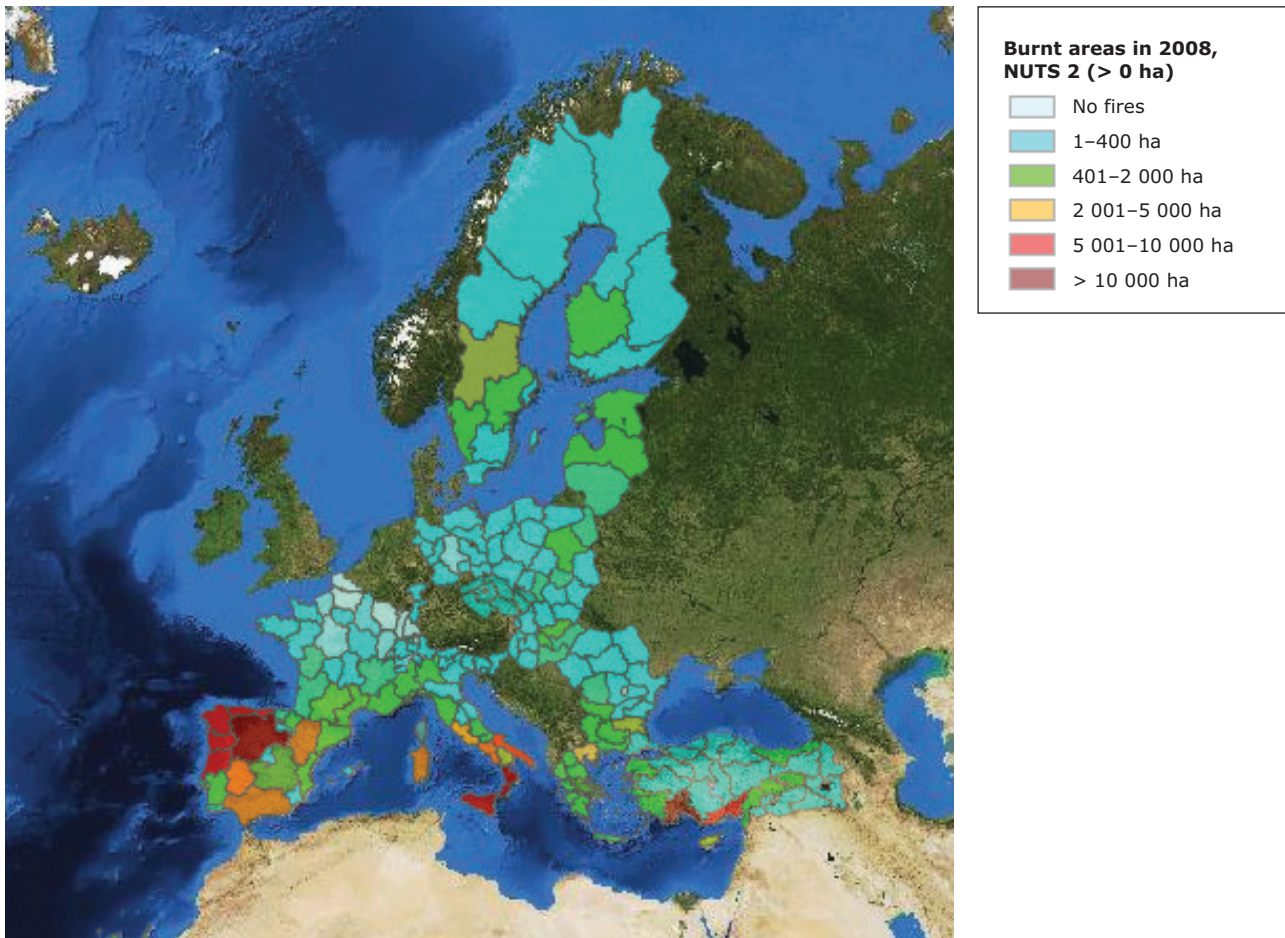 Burnt areas in 2008,
NUTS 2 (> 0 ha)
No fires
1–400 ha
401–2 000 ha
2 001–5 000 ha
5 001–10 000 ha
> 10 000 ha